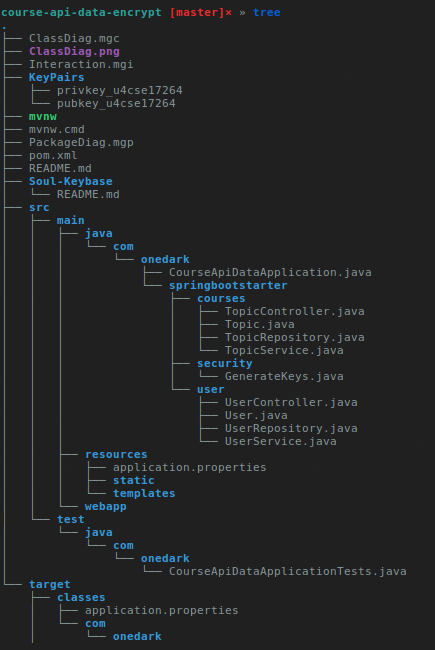 course-api-data-encrypt [master]× » tree
.
├── ClassDiag.mgc
├── ClassDiag.png
├── Interaction.mgi
├── KeyPairs
│   ├── privkey_u4cse17264
│   └── pubkey_u4cse17264
├── mvnw
├── mvnw.cmd
├── PackageDiag.mgp
├── pom.xml
├── README.md
├── Soul-Keybase
│   └── README.md
├── src
│   ├── main
│   │   ├── java
│   │   │   └── com
│   │   │       └── onedark
│   │   │           ├── CourseApiDataApplication.java
│   │   │           └── springbootstarter
│   │   │               ├── courses
│   │   │               │   ├── TopicController.java
│   │   │               │   ├── Topic.java
│   │   │               │   ├── TopicRepository.java
│   │   │               │   └── TopicService.java
│   │   │               ├── security
│   │   │               │   └── GenerateKeys.java
│   │   │               └── user
│   │   │                   ├── UserController.java
│   │   │                   ├── User.java
│   │   │                   ├── UserRepository.java
│   │   │                   └── UserService.java
│   │   ├── resources
│   │   │   ├── application.properties
│   │   │   ├── static
│   │   │   └── templates
│   │   └── webapp
│   └── test
│       └── java
│           └── com
│               └── onedark
│                   └── CourseApiDataApplicationTests.java
└── target
    ├── classes
    │   ├── application.properties
    │   ├── com
    │   │   └── onedark